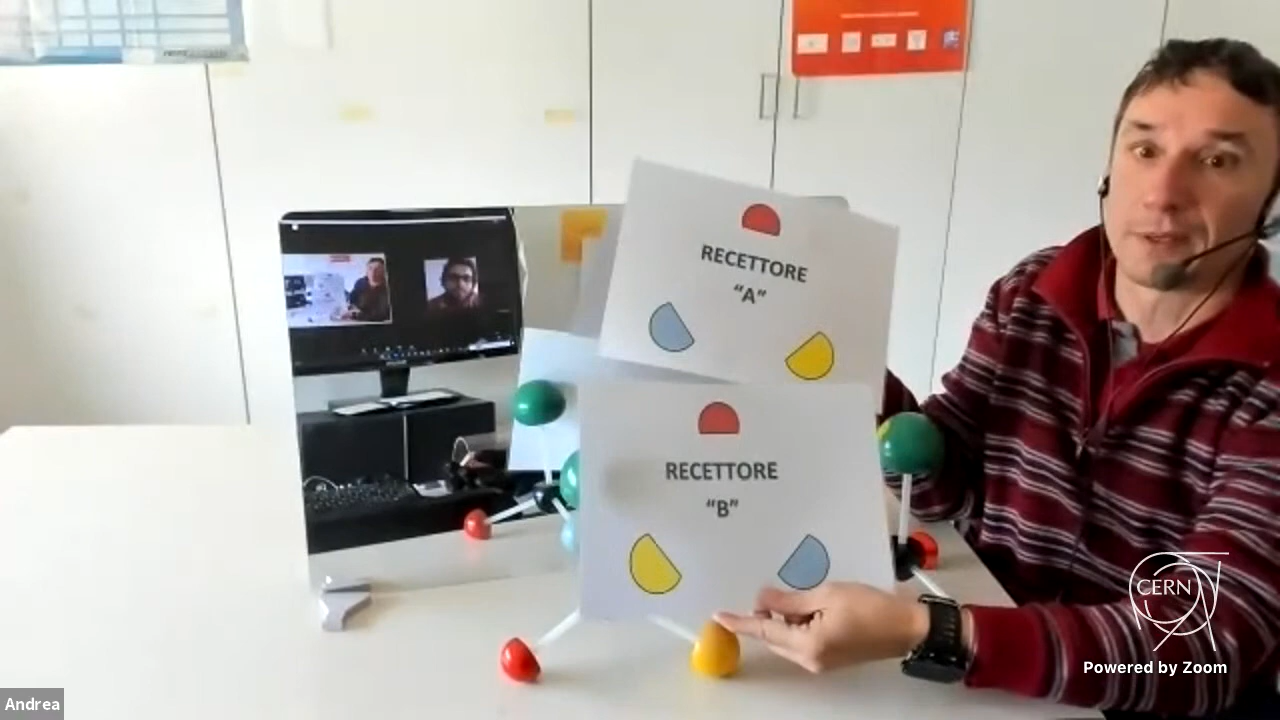 RECETTORE
“A”
RECETTORE
“B”
CERN
Powered by Zoom
Andrea